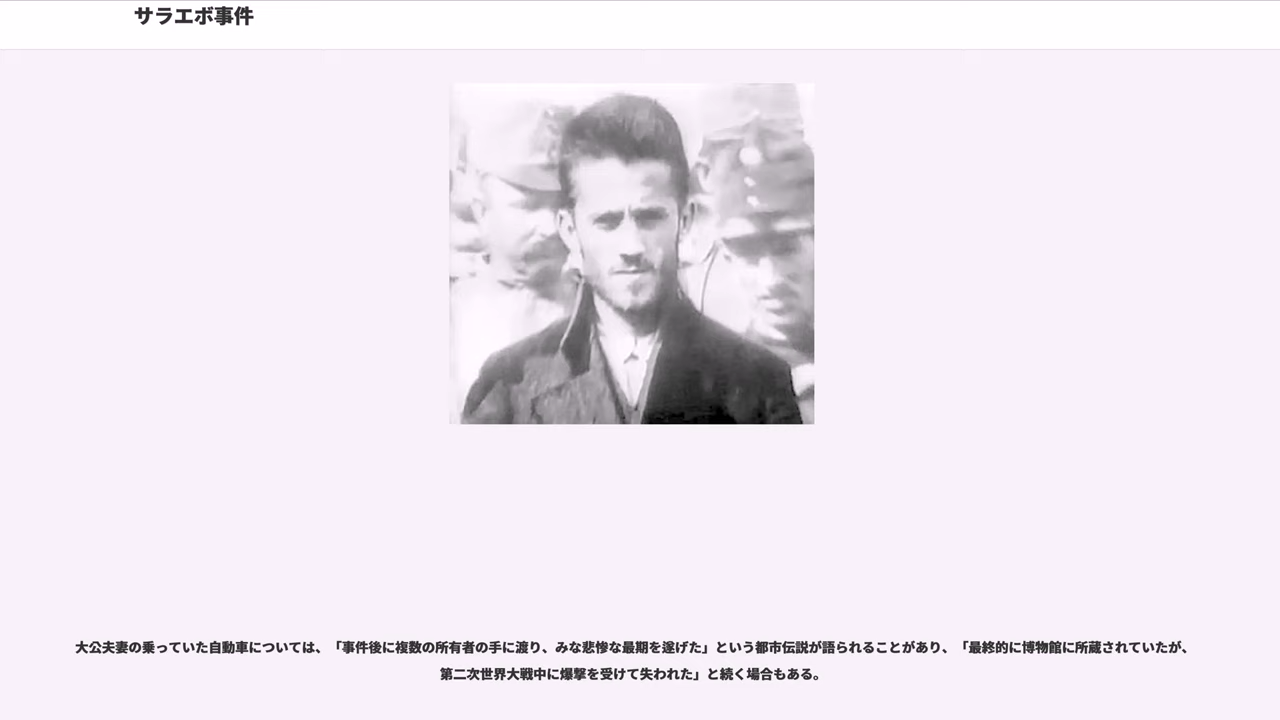 サラエボ事件
大公夫妻の乗っていた自動車については、「事件後に複数の所有者の手に渡り、みな悲惨な最期を遂げた」という都市伝説が語られることがあり、「最終的に博物館に所蔵されていたが、
第二次世界大戦中に爆撃を受けて失われた」と続く場合もある。